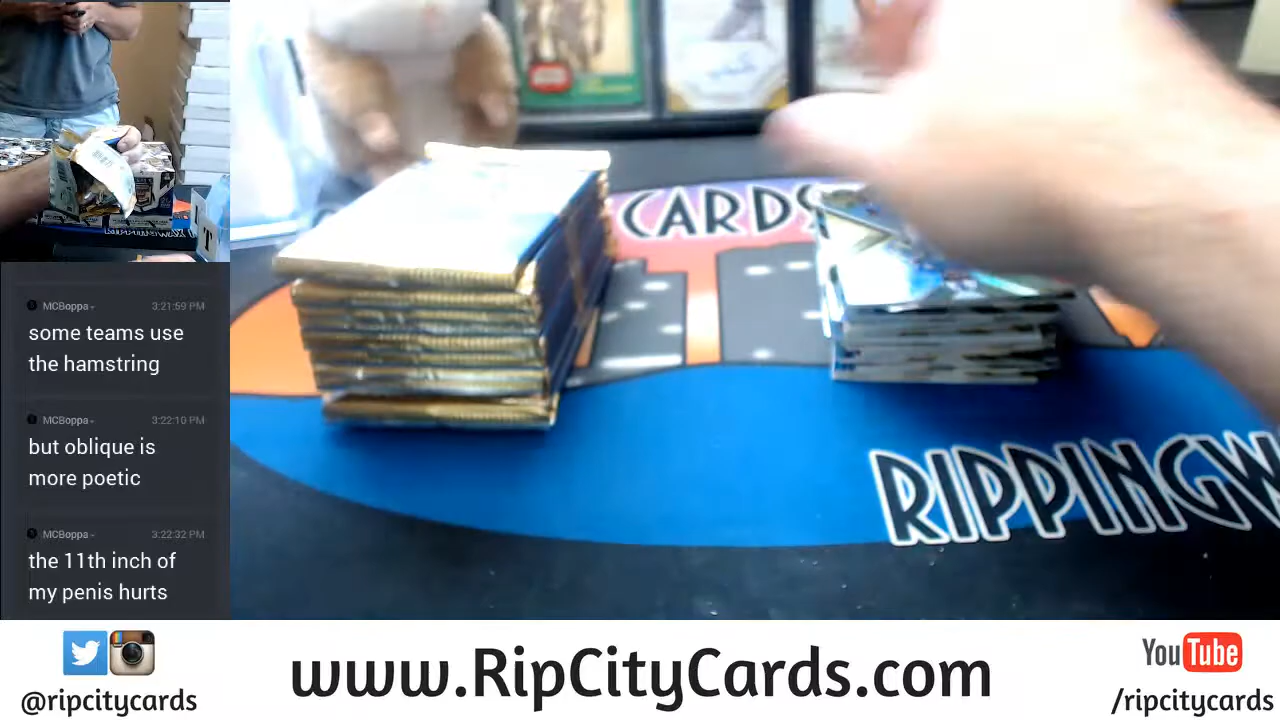 MCBoppa 3:21:59 PM
some teams use
the hamstring
MCBoppa 3:22:10 PM
but oblique is
more poetic
MCBoppa 3:22:32 PM
the 11th inch of
my penis hurts
CARDS
RIPPINGW
@ripcitycards
www.RipCityCards.com
YouTube
/ripcitycards